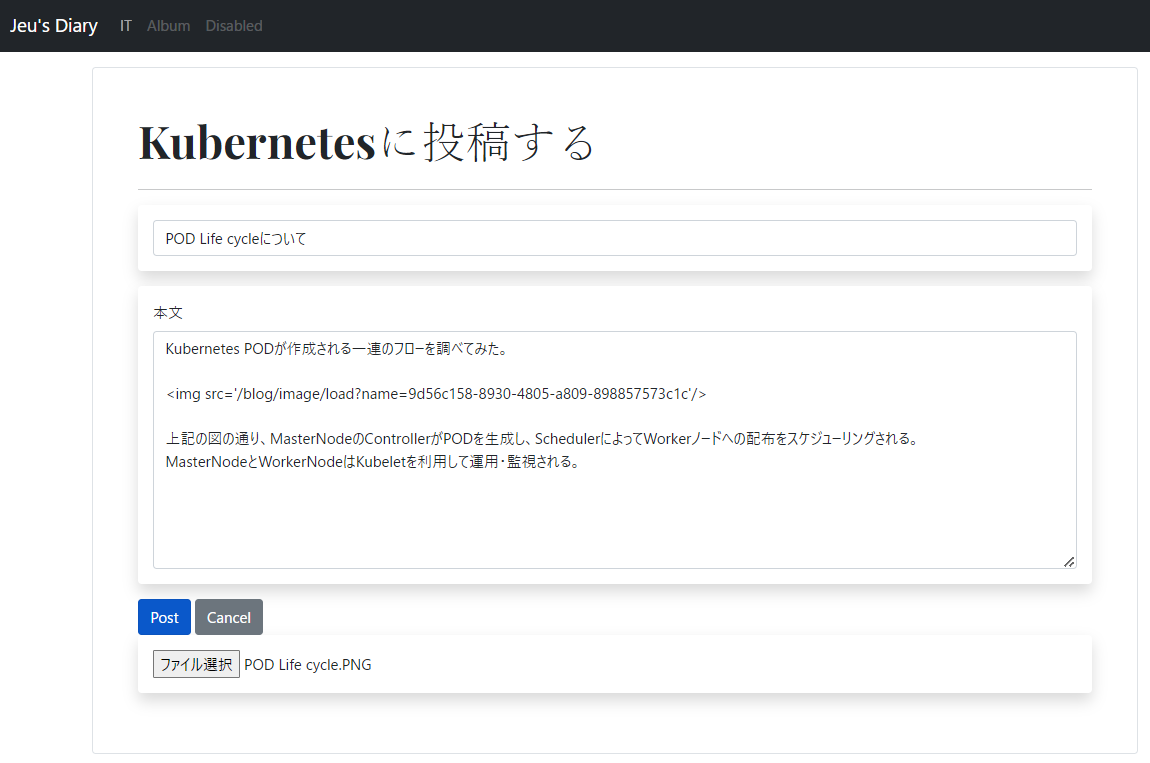 Jeu's Diary IT Album Disabled
Kubernetesに投稿する
POD Life cycleについて
本文
Kubernetes PODが作成される一連のフローを調べてみた。
<img src='/blog/image/load?name=9d56c158-8930-4805-a809-898857573c1c'/>
上記の図の通り、MasterNodeのControllerがPODを生成し、SchedulerによってWorkerノードへの配布をスケジューリングされる。
MasterNodeとWorkerNodeはKubeletを利用して運用・監視される。
Post Cancel
ファイル選択 POD Life cycle.PNG